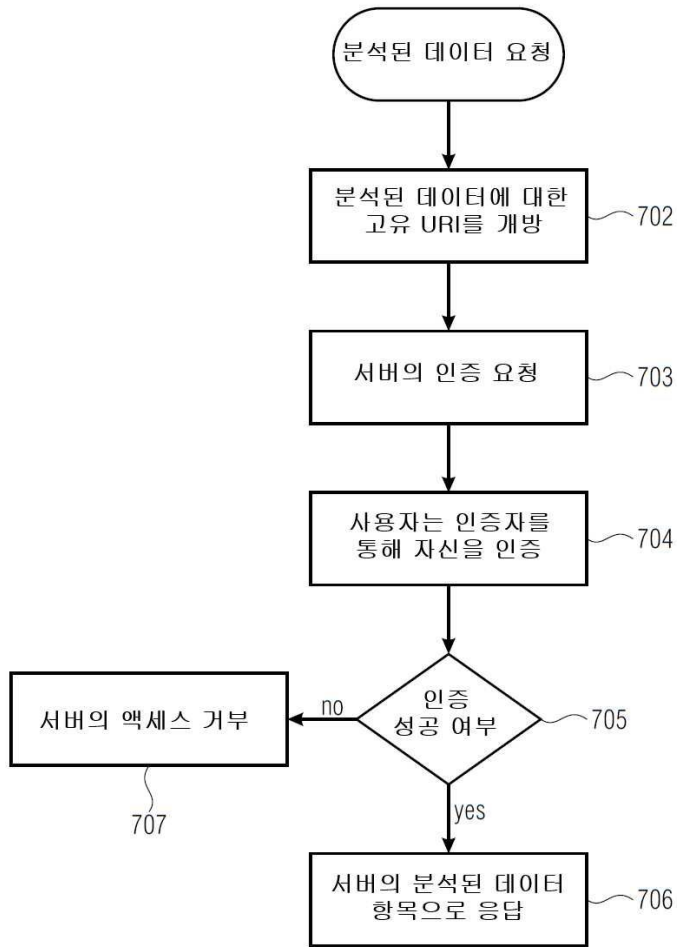 분석된 데이터 요청
분석된 데이터에 대한
고유 URI를 개방
702
서버의 인증 요청
703
사용자는 인증자를
통해 자신을 인증
704
인증
성공 여부
705
no
서버의 액세스 거부
707
yes
서버의 분석된 데이터
항목으로 응답
706